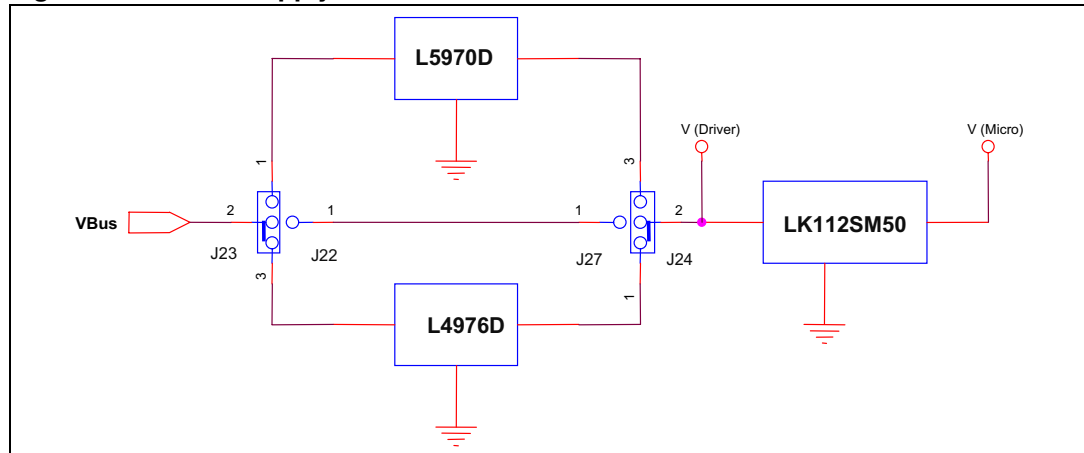 L5970D
V (Driver)
V (Micro)
1
3
VBus
2
1
1
2
LK112SM50
J23
J22
J27
J24
3
1
L4976D